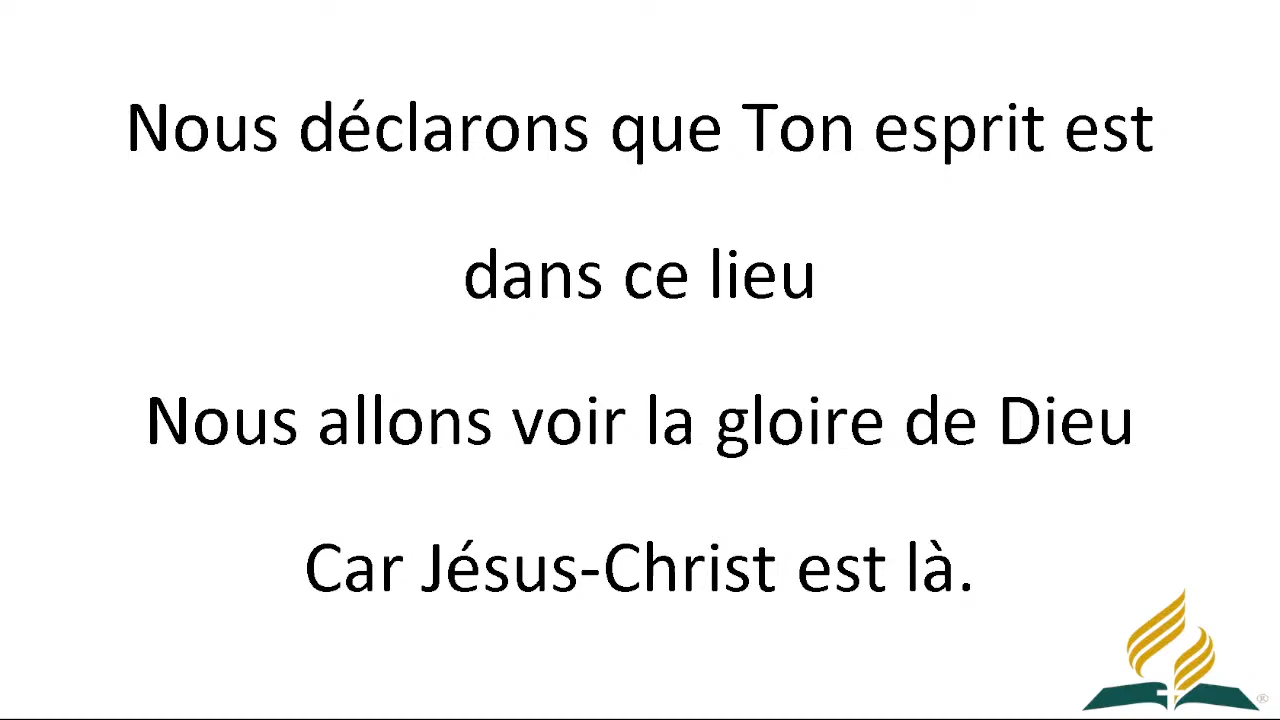 Nous déclarons que Ton esprit est
dans ce lieu
Nous allons voir la gloire de Dieu
Car Jésus-Christ est là.
®